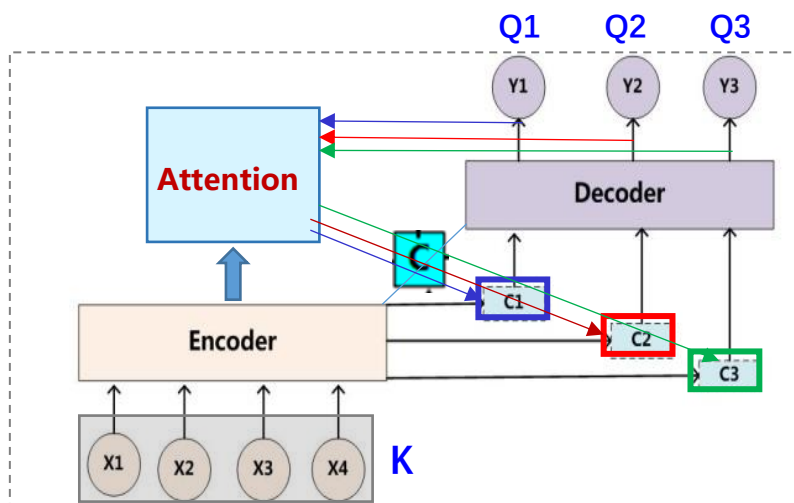 Q1 Q2 Q3
Y1 Y2 Y3
Attention
Decoder
C
C1
Encoder
C2
C3
X1 X2 X3 X4
K